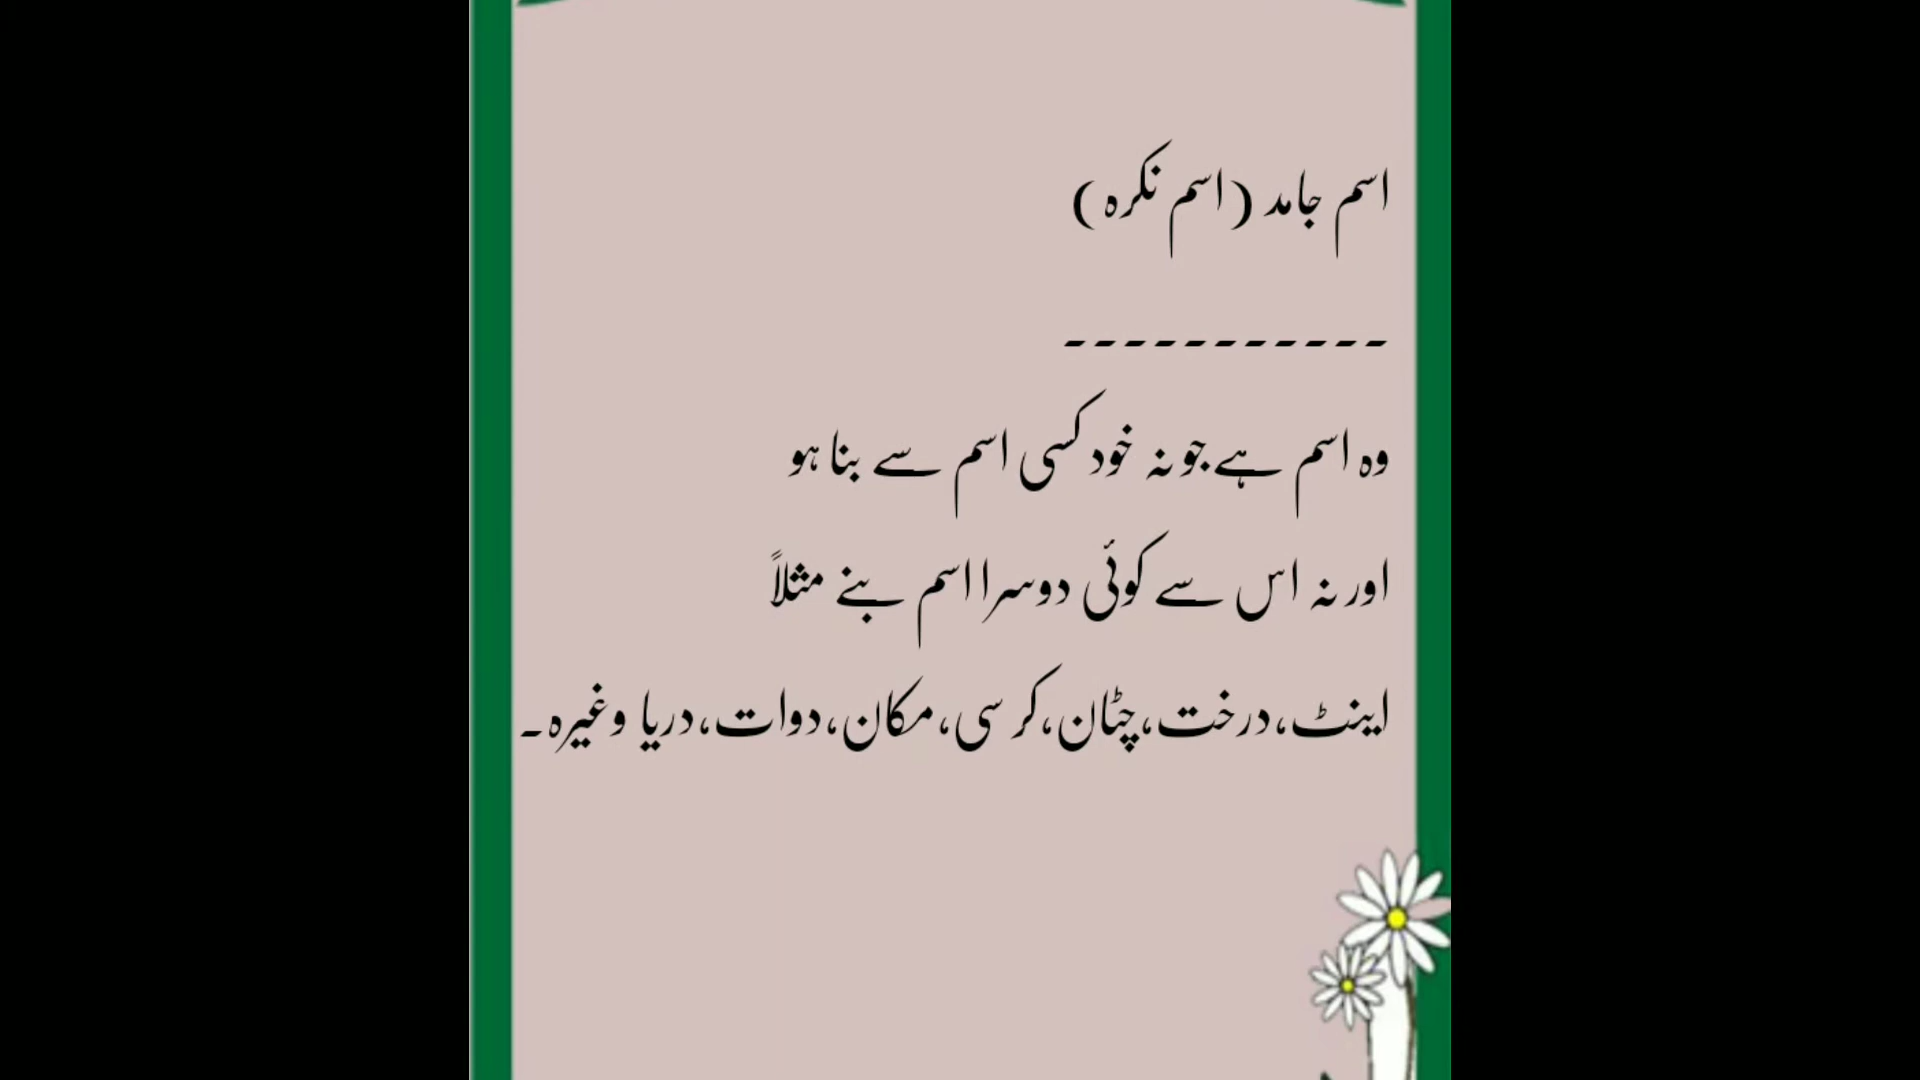 اسم جامد (اسم نکرہ)
-----------
وہ اسم ہے جو نہ خود کسی اسم سے بنا ہو
اور نہ اس سے کوئی دوسرا اسم بنے مثلاً
اینٹ، درخت، چٹان، کرسی، مکان، دوات، دریا وغیرہ۔